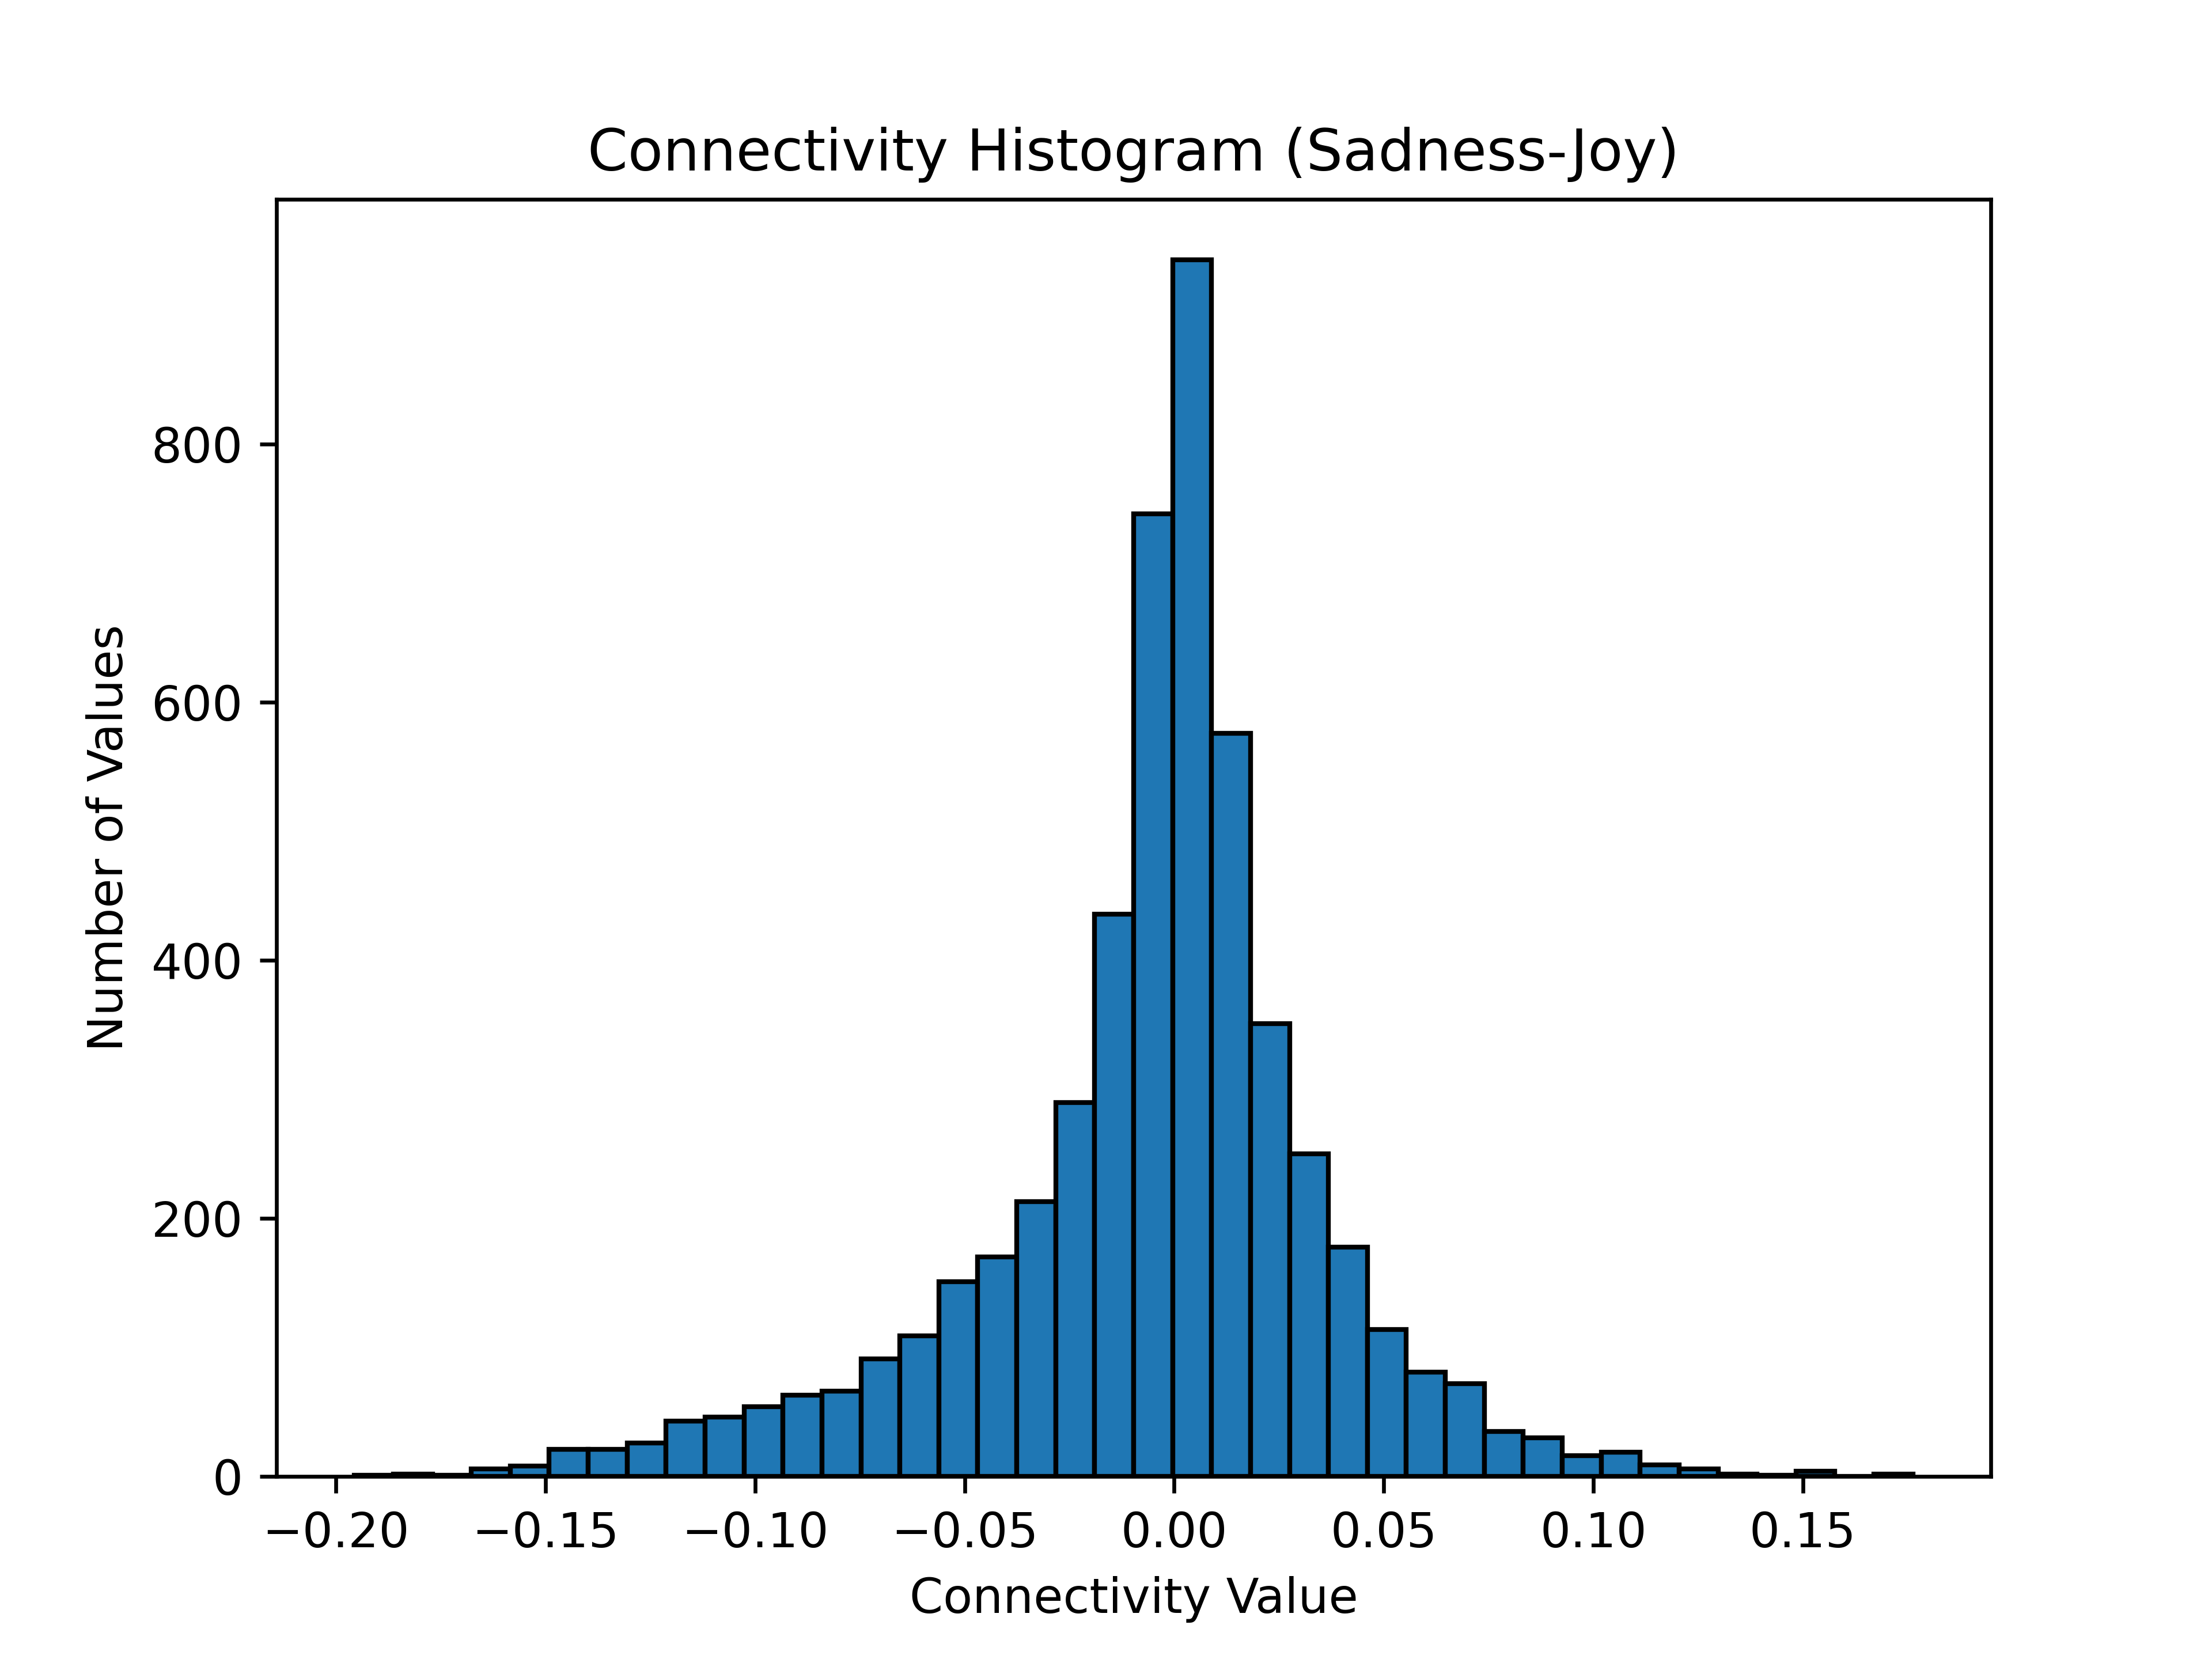 Connectivity Histogram (Sadness-Joy)
Number of Values
800
600
400
200
0
−0.20 −0.15 −0.10 −0.05 0.00 0.05 0.10 0.15
Connectivity Value